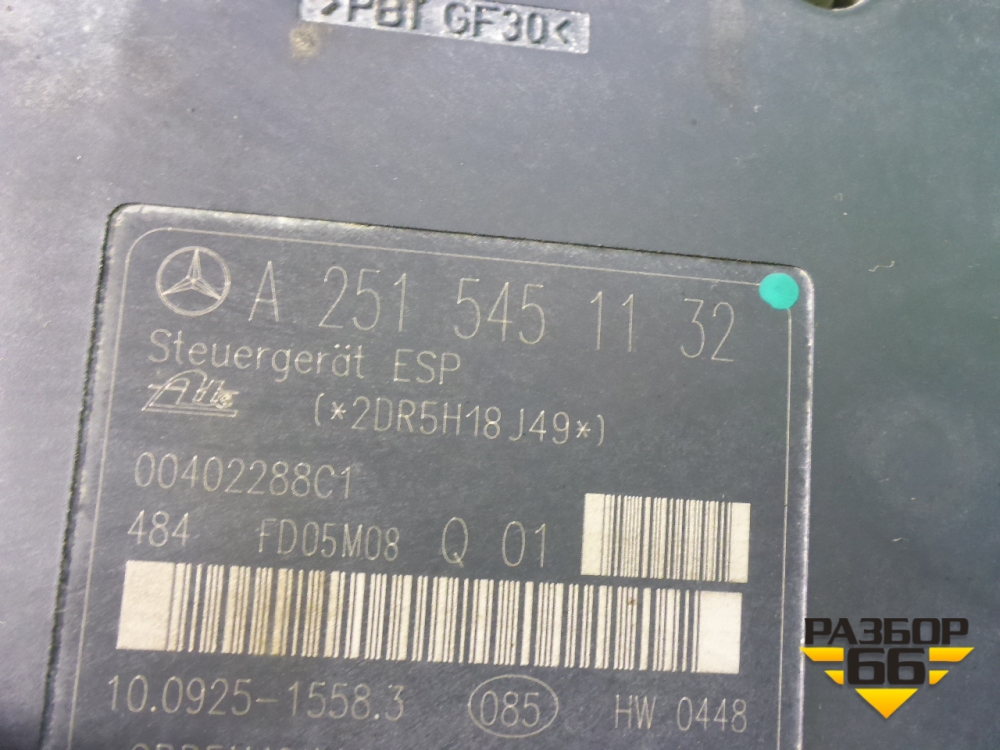 >PBT GF30<
A 251 545 11 32
Steuergerät ESP
Ate
(*2DR5H18J49*)
00402288C1
484 FD05M08 Q 01
10.0925-1558.3 085 HW 0448
РАЗБОР
66